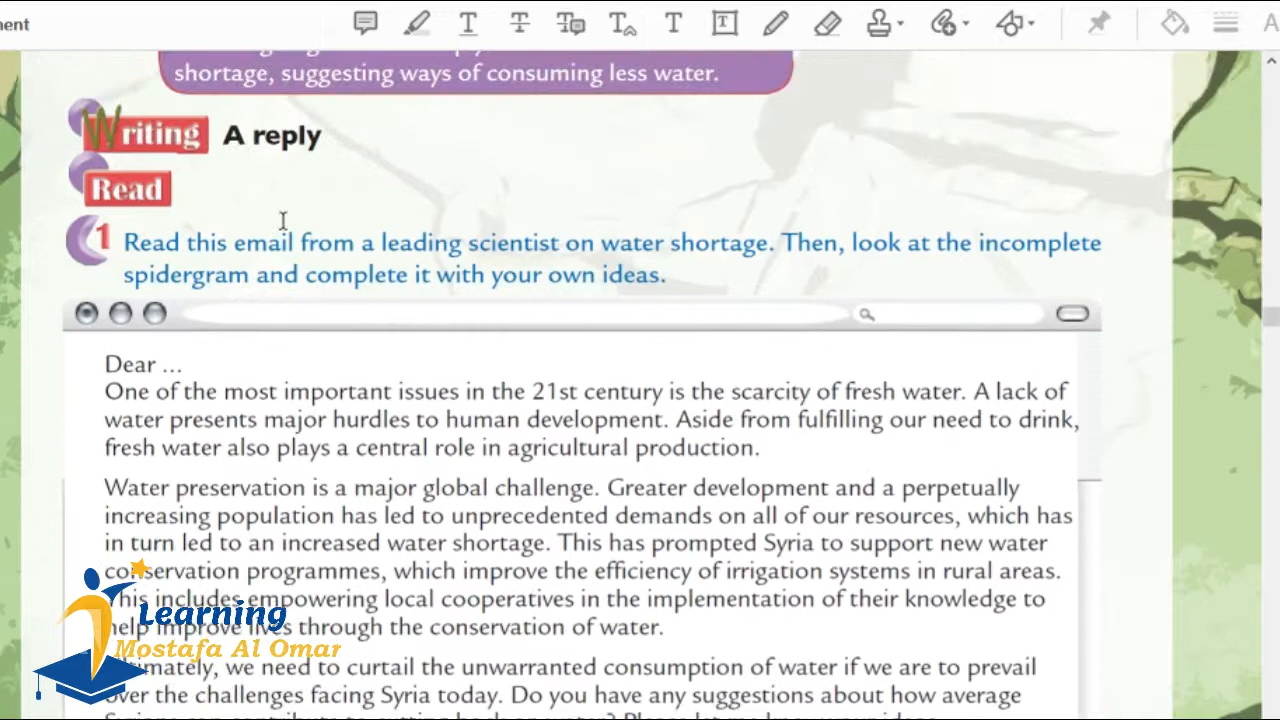 ment
shortage, suggesting ways of consuming less water.
Writing A reply
Read
1 Read this email from a leading scientist on water shortage. Then, look at the incomplete
spidergram and complete it with your own ideas.
Dear ...
One of the most important issues in the 21st century is the scarcity of fresh water. A lack of
water presents major hurdles to human development. Aside from fulfilling our need to drink,
fresh water also plays a central role in agricultural production.
Water preservation is a major global challenge. Greater development and a perpetually
increasing population has led to unprecedented demands on all of our resources, which has
in turn led to an increased water shortage. This has prompted Syria to support new water
conservation programmes, which improve the efficiency of irrigation systems in rural areas.
This includes empowering local cooperatives in the implementation of their knowledge to
help improve lives through the conservation of water.
Ultimately, we need to curtail the unwarranted consumption of water if we are to prevail
over the challenges facing Syria today. Do you have any suggestions about how average
Learning
Mostafa Al Omar